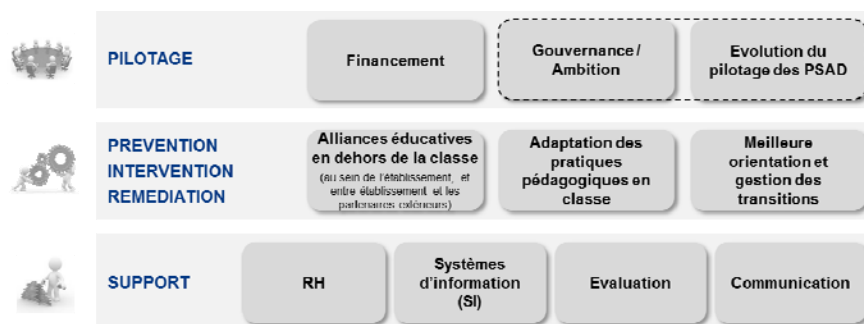 PILOTAGE
Financement
Gouvernance /
Ambition
Evolution du
pilotage des PSAD
PREVENTION
INTERVENTION
REMEDIATION
Alliances éducatives
en dehors de la classe
(au sein de l'établissement, et
entre établissement et les
partenaires extérieurs)
Adaptation des
pratiques
pédagogiques en
classe
Meilleure
orientation et
gestion des
transitions
SUPPORT
RH
Systèmes
d'information
(SI)
Evaluation
Communication